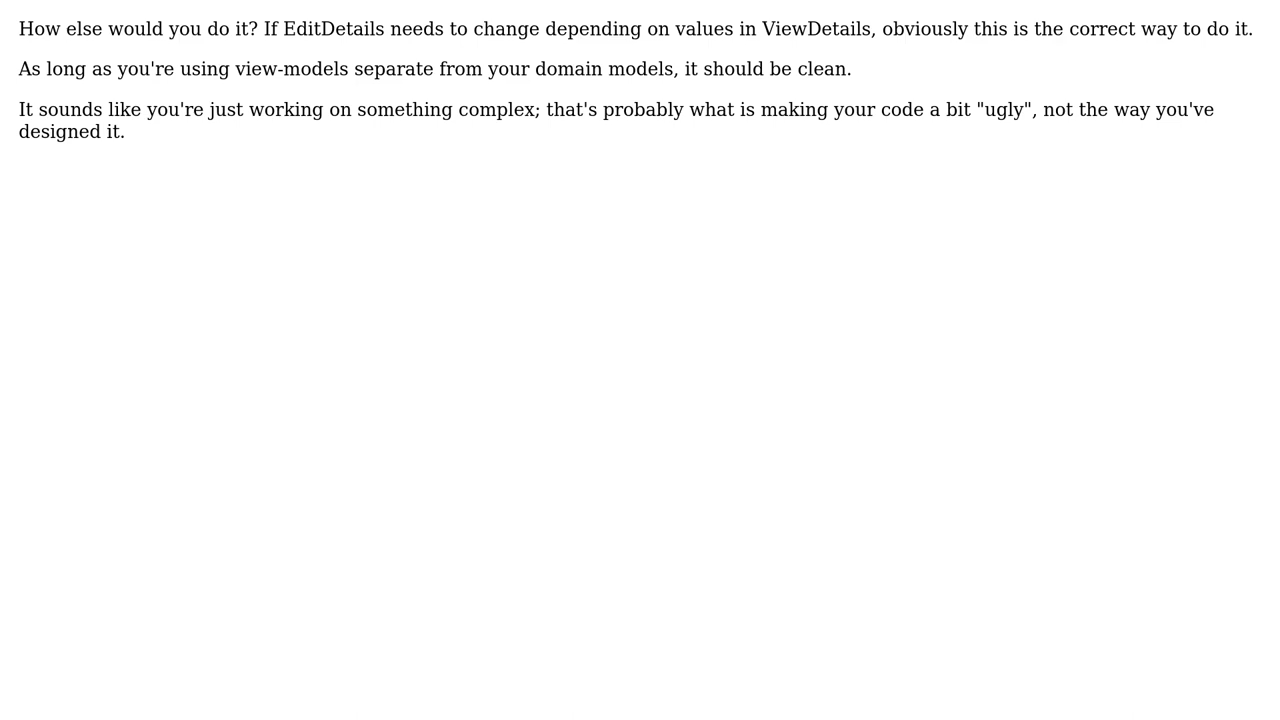 How else would you do it? If EditDetails needs to change depending on values in ViewDetails, obviously this is the correct way to do it.
As long as you're using view-models separate from your domain models, it should be clean.
It sounds like you're just working on something complex; that's probably what is making your code a bit "ugly", not the way you've
designed it.